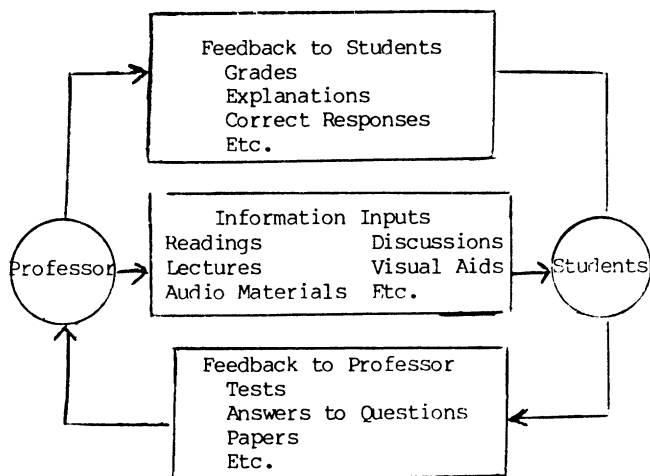 Feedback to Students
Grades
Explanations
Correct Responses
Etc.
Information Inputs
Readings Discussions
Professor Lectures Visual Aids Students
Audio Materials Etc.
Feedback to Professor
Tests
Answers to Questions
Papers
Etc.